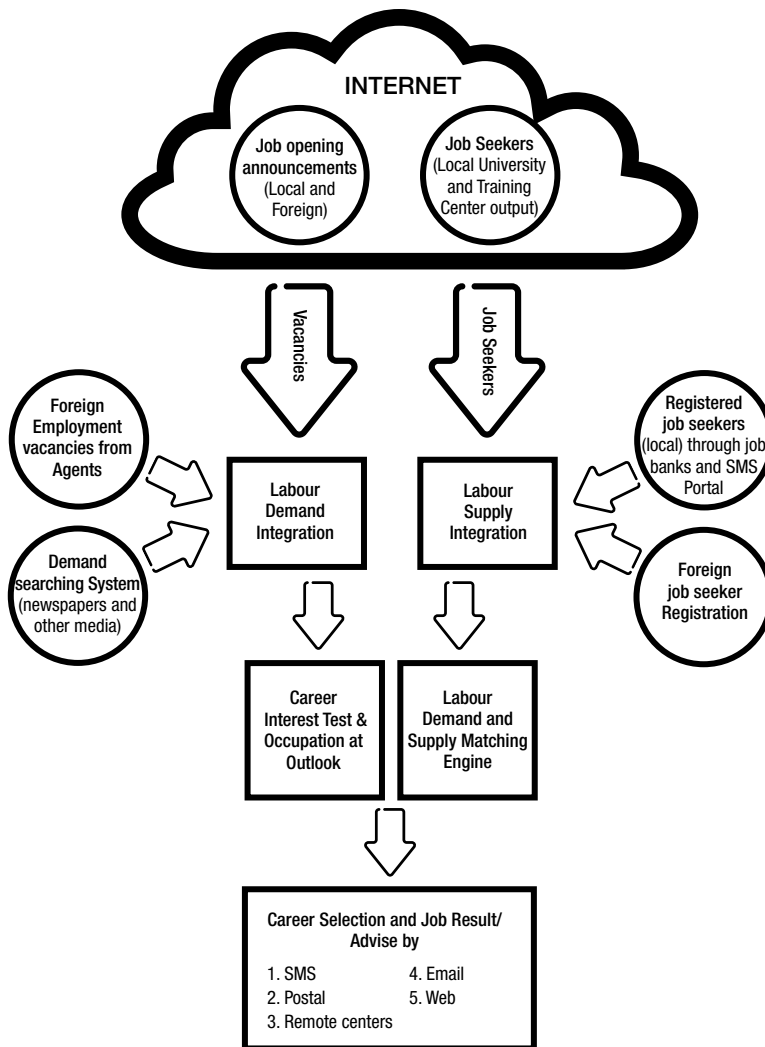 INTERNET
Job opening
announcements
(Local and
Foreign)
Job Seekers
(Local University
and Training
Center output)
Vacancies
Job Seekers
Foreign
Employment
vacancies from
Agents
Registered
job seekers
(local) through job
banks and SMS
Portal
Labour
Demand
Integration
Labour
Supply
Integration
Demand
searching System
(newspapers and
other media)
Foreign
job seeker
Registration
Career
Interest Test &
Occupation at
Outlook
Labour
Demand and
Supply Matching
Engine
Career Selection and Job Result/
Advise by
1. SMS
2. Postal
3. Remote centers
4. Email
5. Web